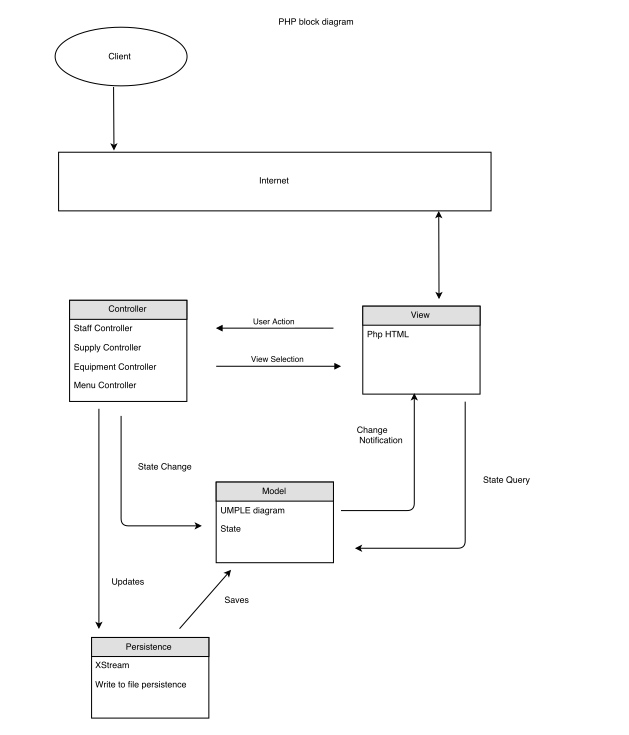 PHP block diagram
Client
Internet
Controller
Staff Controller
Supply Controller
Equipment Controller
Menu Controller
User Action
View Selection
View
Php HTML
Change
Notification
State Change
State Query
Model
UMPLE diagram
State
Updates
Saves
Persistence
XStream
Write to file persistence